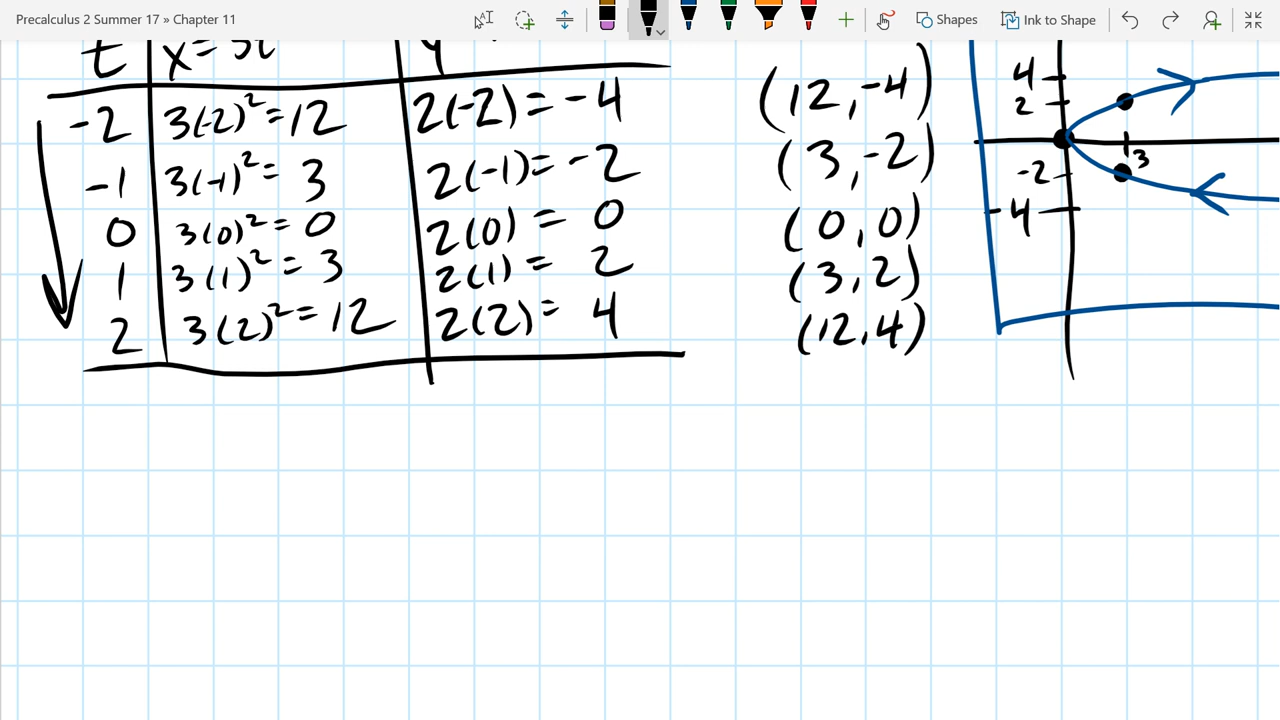 Precalculus 2 Summer 17 » Chapter 11
Shapes
Ink to Shape
t x = 3t y
-2 3(-2)²=12 2(-2)= -4 (12,-4)
-1 3(-1)²= 3 2(-1)= -2 (3,-2)
0 3(0)²= 0 2(0) = 0 (0,0)
1 3(1)² = 3 2(1) = 2 (3,2)
2 3(2)²=12 2(2)= 4 (12,4)
4
2
3
-2
-4